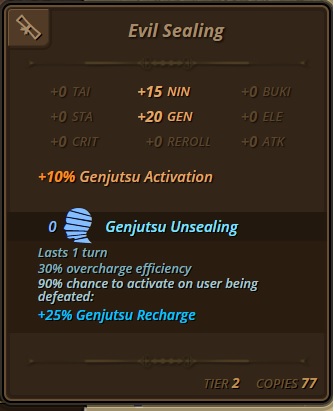 Evil Sealing
+0 TAI +15 NIN +0 BUKI
+0 STA +20 GEN +0 ELE
+0 CRIT +0 REROLL +0 ATK
+10% Genjutsu Activation
0 Genjutsu Unsealing
Lasts 1 turn
30% overcharge efficiency
90% chance to activate on user being
defeated:
+25% Genjutsu Recharge
TIER 2 COPIES 77